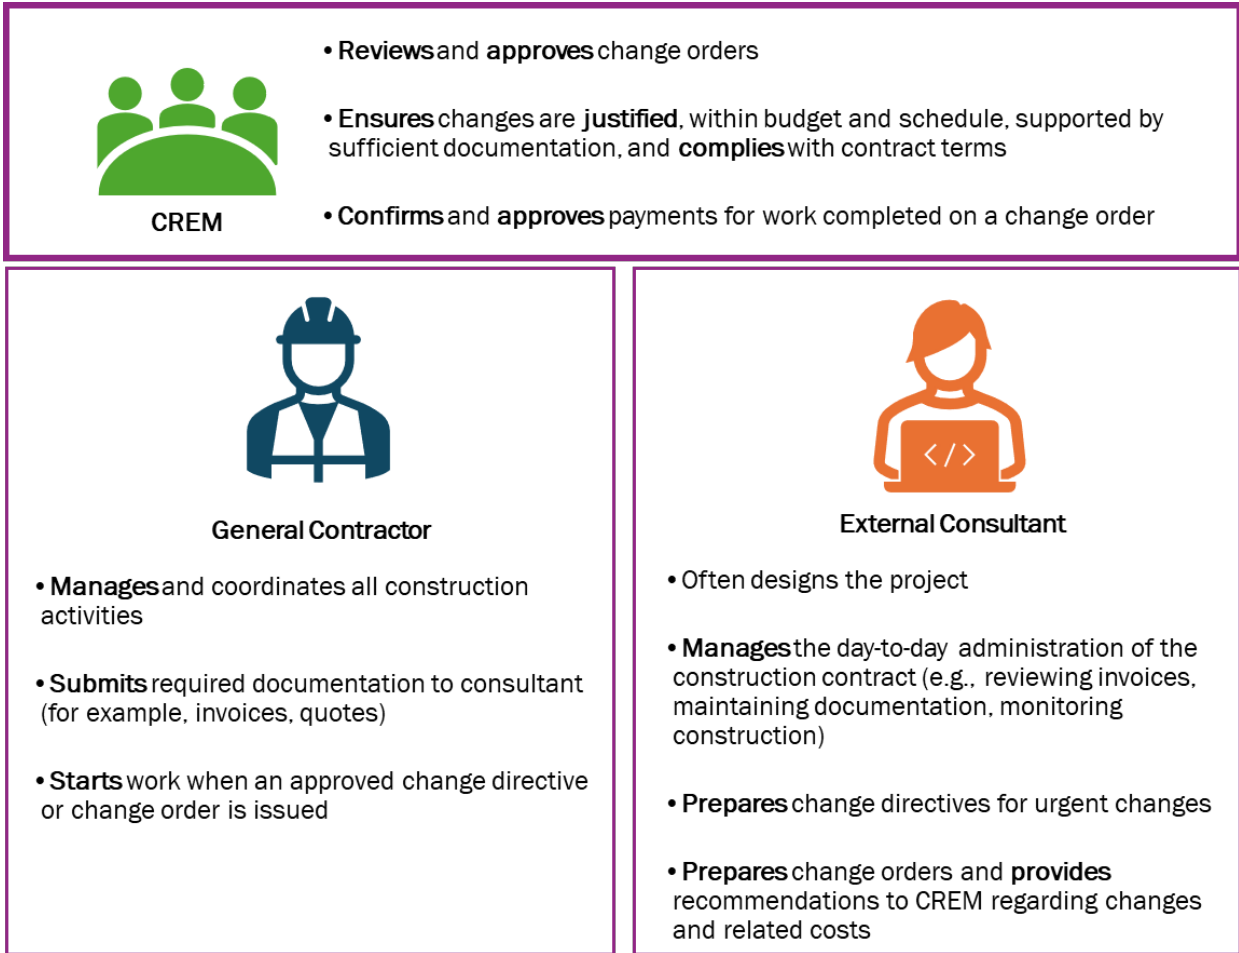 • Reviews and approves change orders
• Ensures changes are justified, within budget and schedule, supported by
sufficient documentation, and complies with contract terms
• Confirms and approves payments for work completed on a change order
CREM
General Contractor
• Manages and coordinates all construction
activities
• Submits required documentation to consultant
(for example, invoices, quotes)
• Starts work when an approved change directive
or change order is issued
</>
External Consultant
• Often designs the project
• Manages the day-to-day administration of the
construction contract (e.g., reviewing invoices,
maintaining documentation, monitoring
construction)
• Prepares change directives for urgent changes
• Prepares change orders and provides
recommendations to CREM regarding changes
and related costs